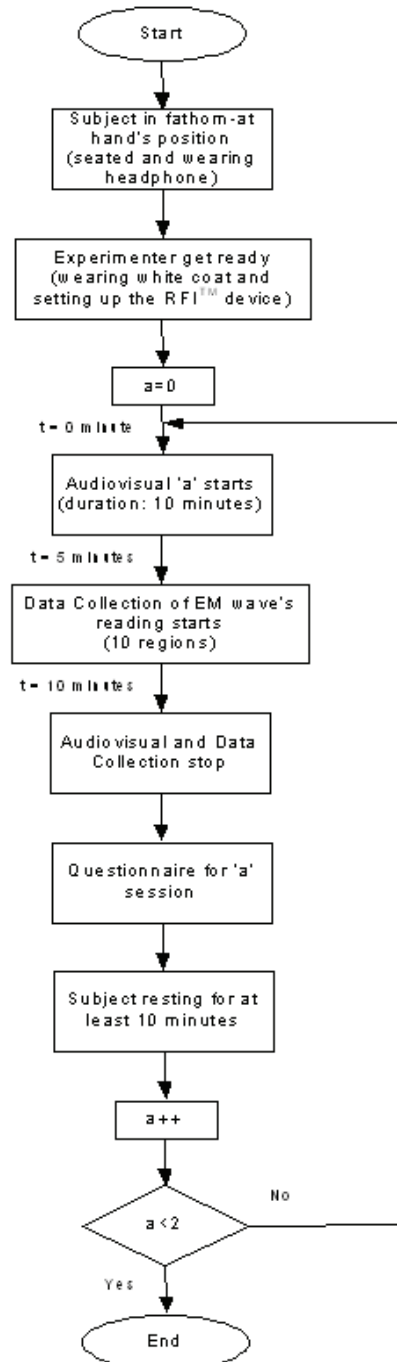 Start
Subject in fathom-at
hand's position
(seated and wearing
headphone)
Experimenter get ready
(wearing white coat and
setting up the RFI™ device)
a=0
t= 0 minute
Audiovisual 'a' starts
(duration: 10 minutes)
t= 5 minutes
Data Collection of EM wave's
reading starts
(10 regions)
t= 10 minutes
Audiovisual and Data
Collection stop
Questionnaire for 'a'
session
Subject resting for at
least 10 minutes
a++
No
a<2
Yes
End